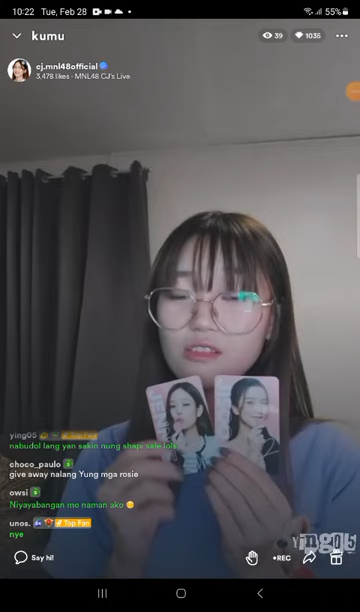 10:22 Tue, Feb 28 55%
kumu 39 1035
cj.mnl48official
3,478 likes · MNL48 CJ's Live
ying05
nabudol lang yan sakin nung shapi sale lols
choco_paulo
give away nalang Yung mga rosie
owsi
Niyayabangan mo naman ako 🥺
unos. Top Fan
nye
Say hi! •REC
Ying05